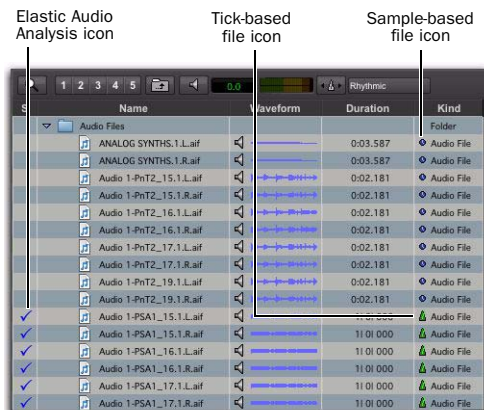 Elastic Audio
Analysis icon
Tick-based
file icon
Sample-based
file icon
1 2 3 4 5 0.0 Rhythmic
S Name Waveform Duration Kind
Audio Files Folder
ANALOG SYNTHS.1.L.aif 0:03.587 Audio File
ANALOG SYNTHS.1.R.aif 0:03.587 Audio File
Audio 1-PnT2_15.1.L.aif 0:02.181 Audio File
Audio 1-PnT2_15.1.R.aif 0:02.181 Audio File
Audio 1-PnT2_16.1.L.aif 0:02.181 Audio File
Audio 1-PnT2_16.1.R.aif 0:02.181 Audio File
Audio 1-PnT2_17.1.L.aif 0:02.181 Audio File
Audio 1-PnT2_17.1.R.aif 0:02.181 Audio File
Audio 1-PnT2_19.1.L.aif 0:02.181 Audio File
Audio 1-PnT2_19.1.R.aif 0:02.181 Audio File
Audio 1-PSA1_15.1.L.aif 1| 0| 000 Audio File
Audio 1-PSA1_15.1.R.aif 1| 0| 000 Audio File
Audio 1-PSA1_16.1.L.aif 1| 0| 000 Audio File
Audio 1-PSA1_16.1.R.aif 1| 0| 000 Audio File
Audio 1-PSA1_17.1.L.aif 1| 0| 000 Audio File
Audio 1-PSA1_17.1.R.aif 1| 0| 000 Audio File